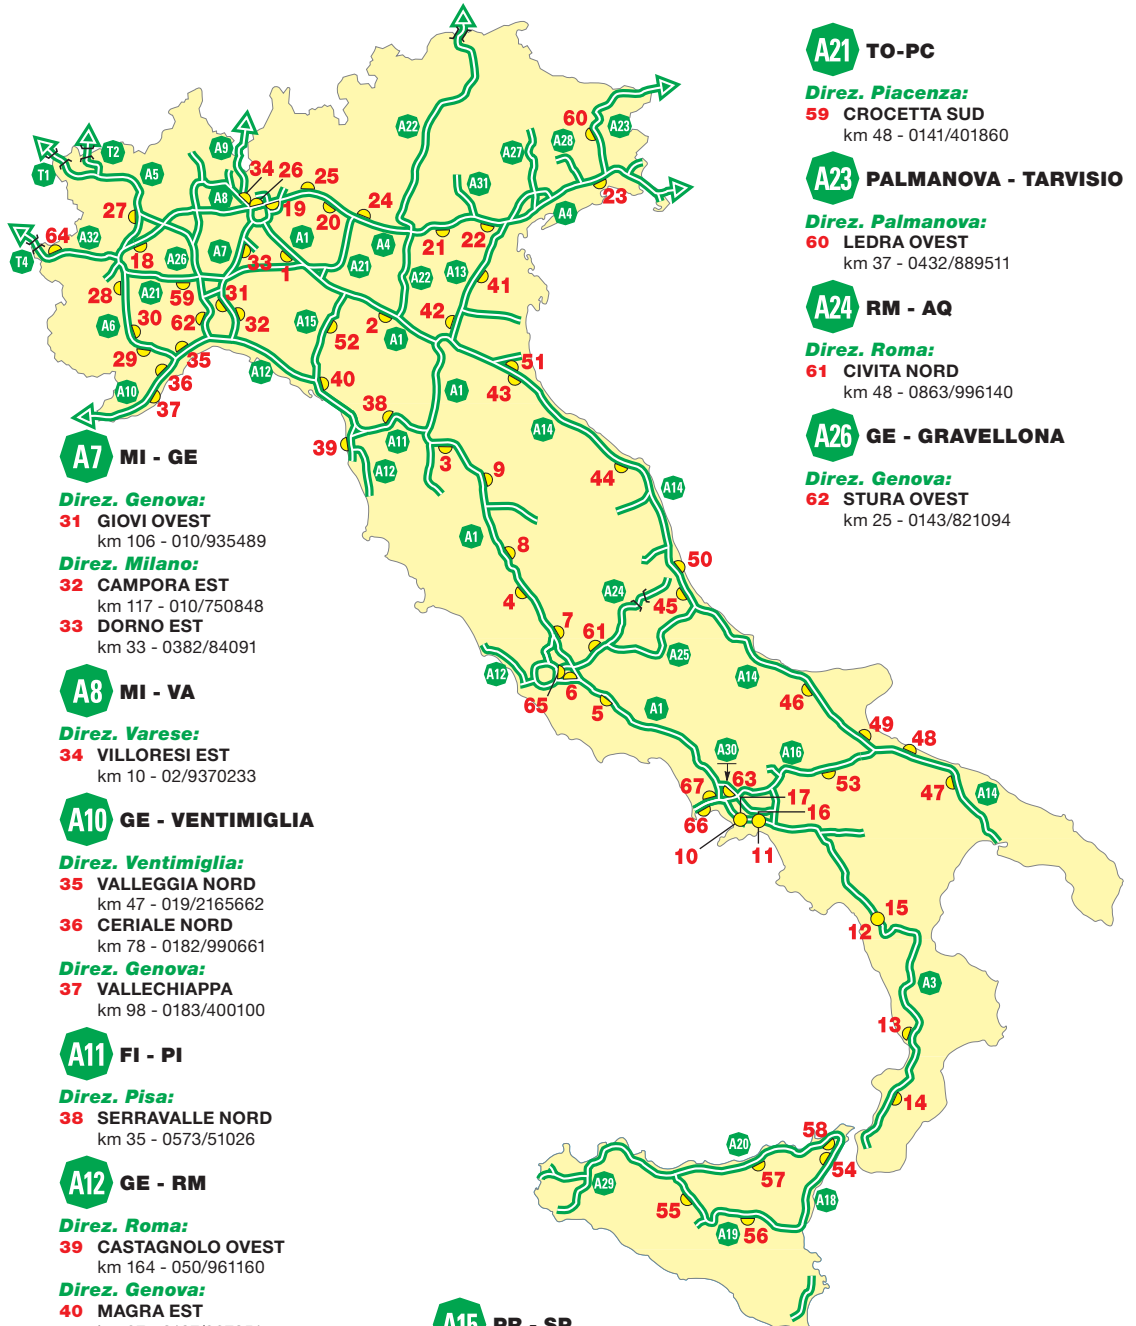 A7 MI - GE
Direz. Genova:
31 GIOVI OVEST
km 106 - 010/935489
Direz. Milano:
32 CAMPORA EST
km 117 - 010/750848
33 DORNO EST
km 33 - 0382/84091
A8 MI - VA
Direz. Varese:
34 VILLORESI EST
km 10 - 02/9370233
A10 GE - VENTIMIGLIA
Direz. Ventimiglia:
35 VALLEGGIA NORD
km 47 - 019/2165662
36 CERIALE NORD
km 78 - 0182/990661
Direz. Genova:
37 VALLECHIAPPA
km 98 - 0183/400100
A11 FI - PI
Direz. Pisa:
38 SERRAVALLE NORD
km 35 - 0573/51026
A12 GE - RM
Direz. Roma:
39 CASTAGNOLO OVEST
km 164 - 050/961160
Direz. Genova:
40 MAGRA EST
A15 PR - SP
A21 TO-PC
Direz. Piacenza:
59 CROCETTA SUD
km 48 - 0141/401860
A23 PALMANOVA - TARVISIO
Direz. Palmanova:
60 LEDRA OVEST
km 37 - 0432/889511
A24 RM - AQ
Direz. Roma:
61 CIVITA NORD
km 48 - 0863/996140
A26 GE - GRAVELLONA
Direz. Genova:
62 STURA OVEST
km 25 - 0143/821094
60
A22
A23
A28
A27
A9
T2
T1
A5
34
26
25
A31
A8
24
19
20
23
27
A4
64
A32
A1
A4
21
22
T4
18
A26
A7
33
1
A21
A22
A13
41
28
A21
59
31
A6
30
62
32
A15
52
2
42
A1
29
35
A12
51
36
40
A1
43
A10
37
38
A14
39
A11
3
9
44
A12
A14
A1
8
50
4
A24
45
7
61
A25
A12
A14
65
6
5
46
A1
49
48
A30
A16
67
63
53
47
17
A14
66
16
10
11
15
12
A3
13
14
58
A20
54
57
A29
A18
55
A19
56